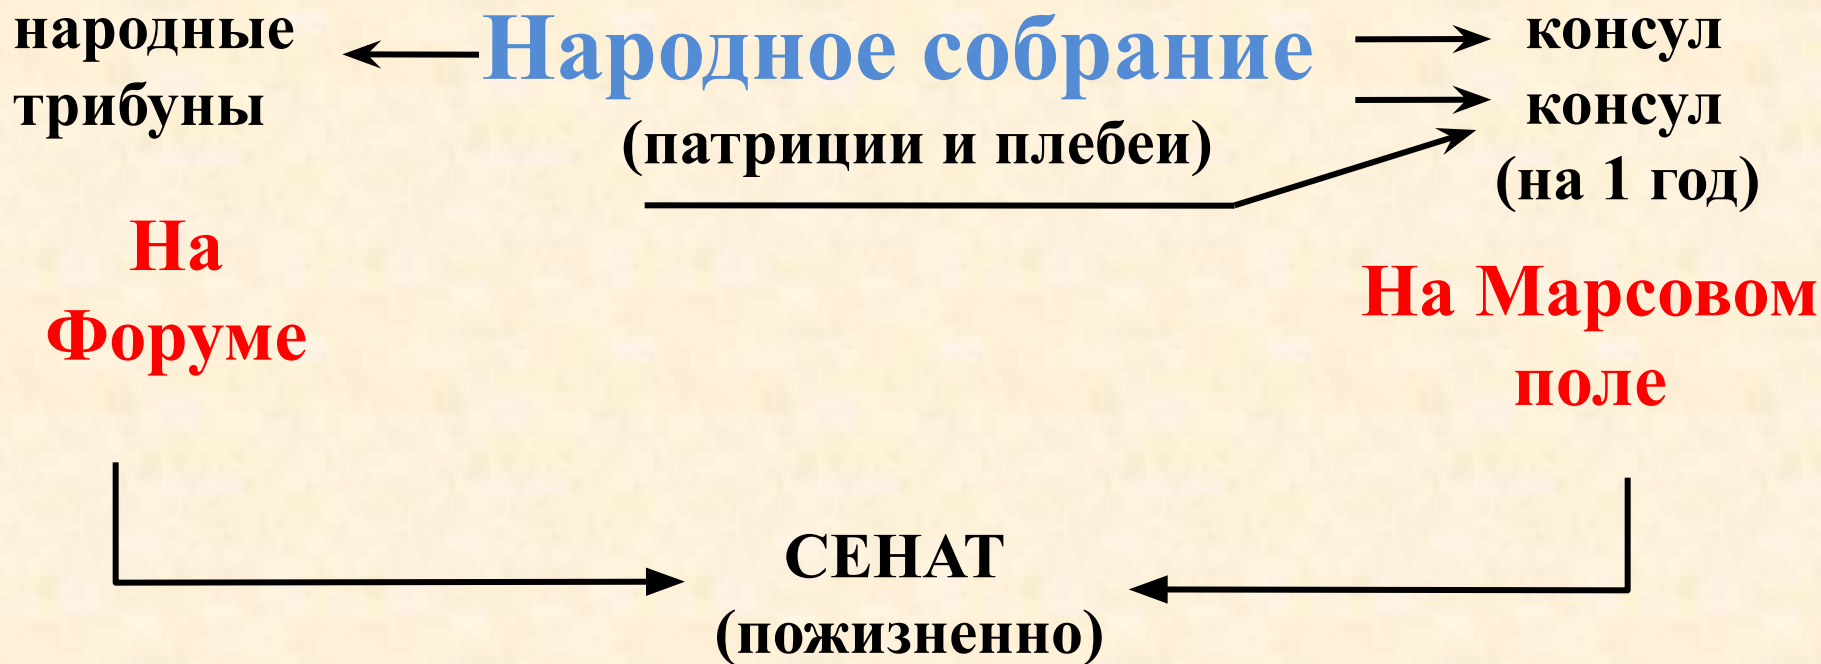 народные
трибуны
Народное собрание
(патриции и плебеи)
консул
консул
(на 1 год)
На
Форуме
На Марсовом
поле
СЕНАТ
(пожизненно)